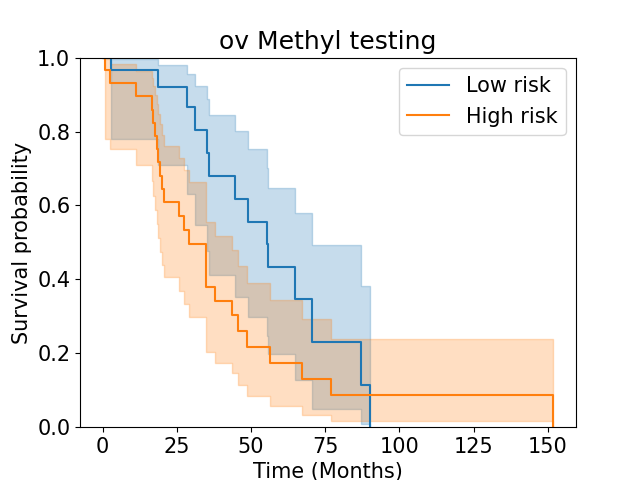 ov Methyl testing
Low risk
High risk
Survival probability
1.0
0.8
0.6
0.4
0.2
0.0
0 25 50 75 100 125 150
Time (Months)